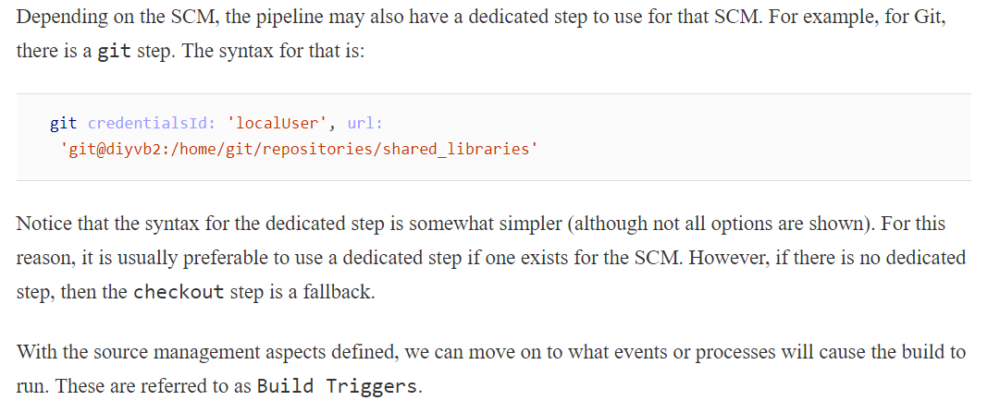 Depending on the SCM, the pipeline may also have a dedicated step to use for that SCM. For example, for Git,
there is a git step. The syntax for that is:
git credentialsId: 'localUser', url:
'git@diyvb2:/home/git/repositories/shared_libraries'
Notice that the syntax for the dedicated step is somewhat simpler (although not all options are shown). For this
reason, it is usually preferable to use a dedicated step if one exists for the SCM. However, if there is no dedicated
step, then the checkout step is a fallback.
With the source management aspects defined, we can move on to what events or processes will cause the build to
run. These are referred to as Build Triggers.